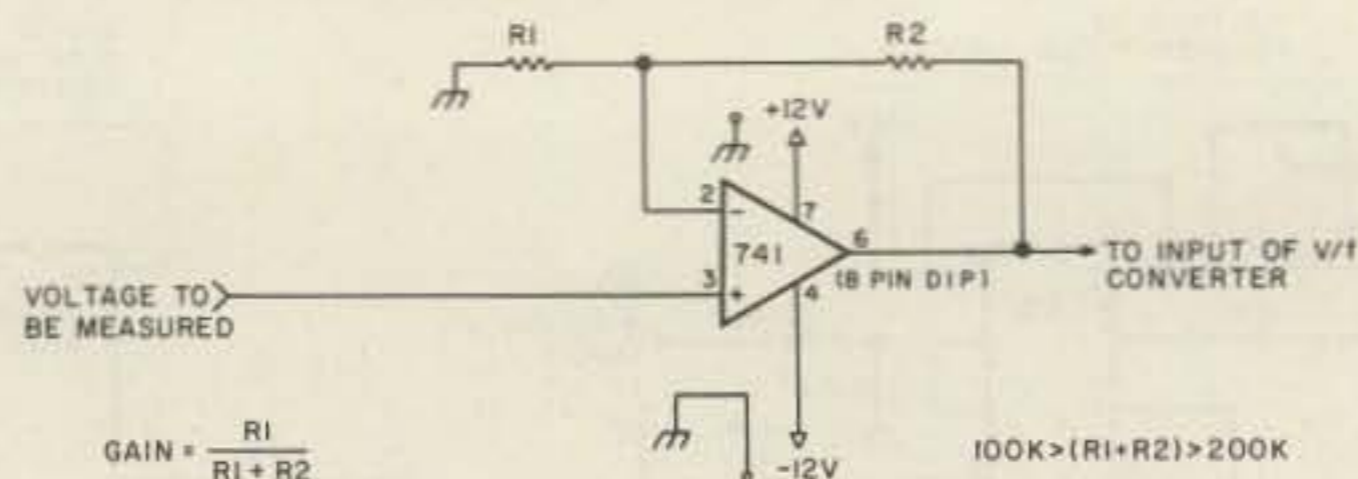 R1
R2
+12V
2
-
7
741
6
3
+
4
(8 PIN DIP)
TO INPUT OF V/f
CONVERTER
VOLTAGE TO
BE MEASURED
GAIN = R1
R1 + R2
-12V
100K>(R1+R2)>200K